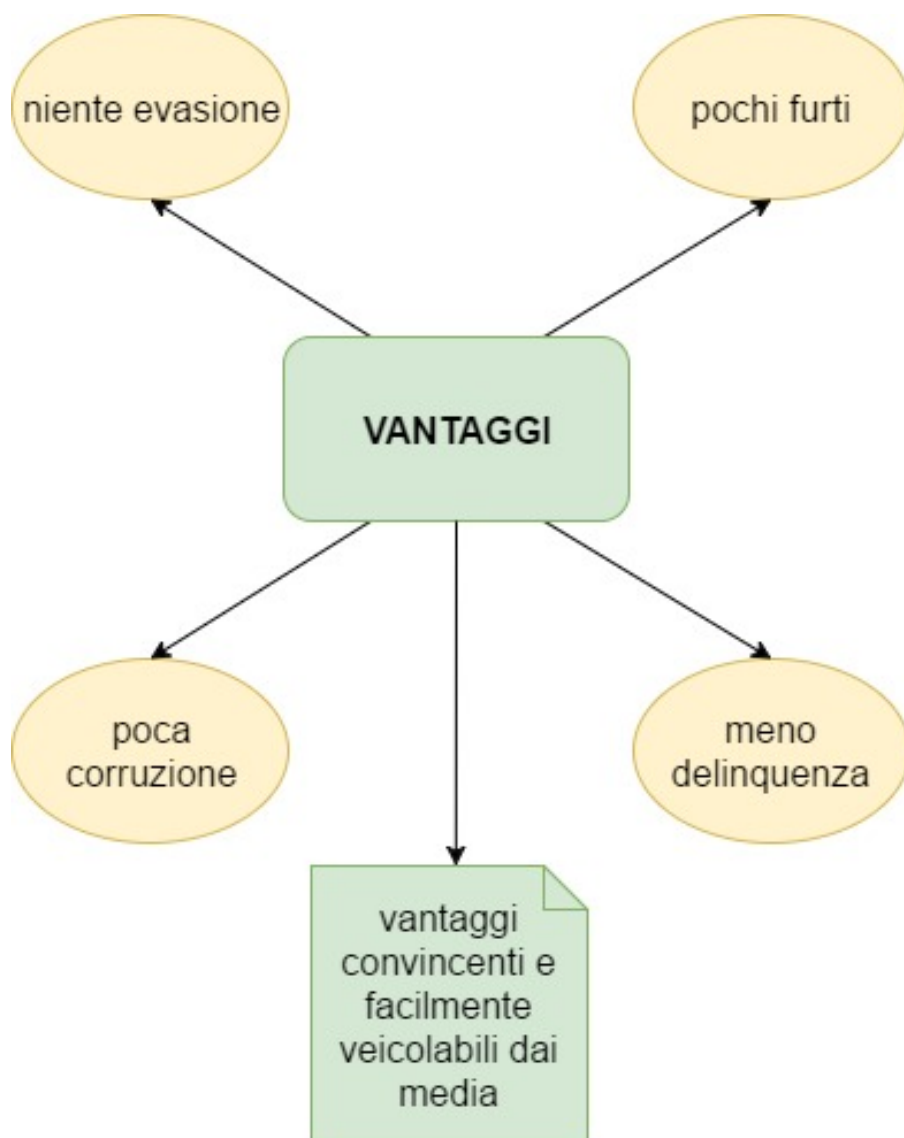 niente evasione
pochi furti
VANTAGGI
poca
corruzione
meno
delinquenza
vantaggi
convincenti e
facilmente
veicolabili dai
media